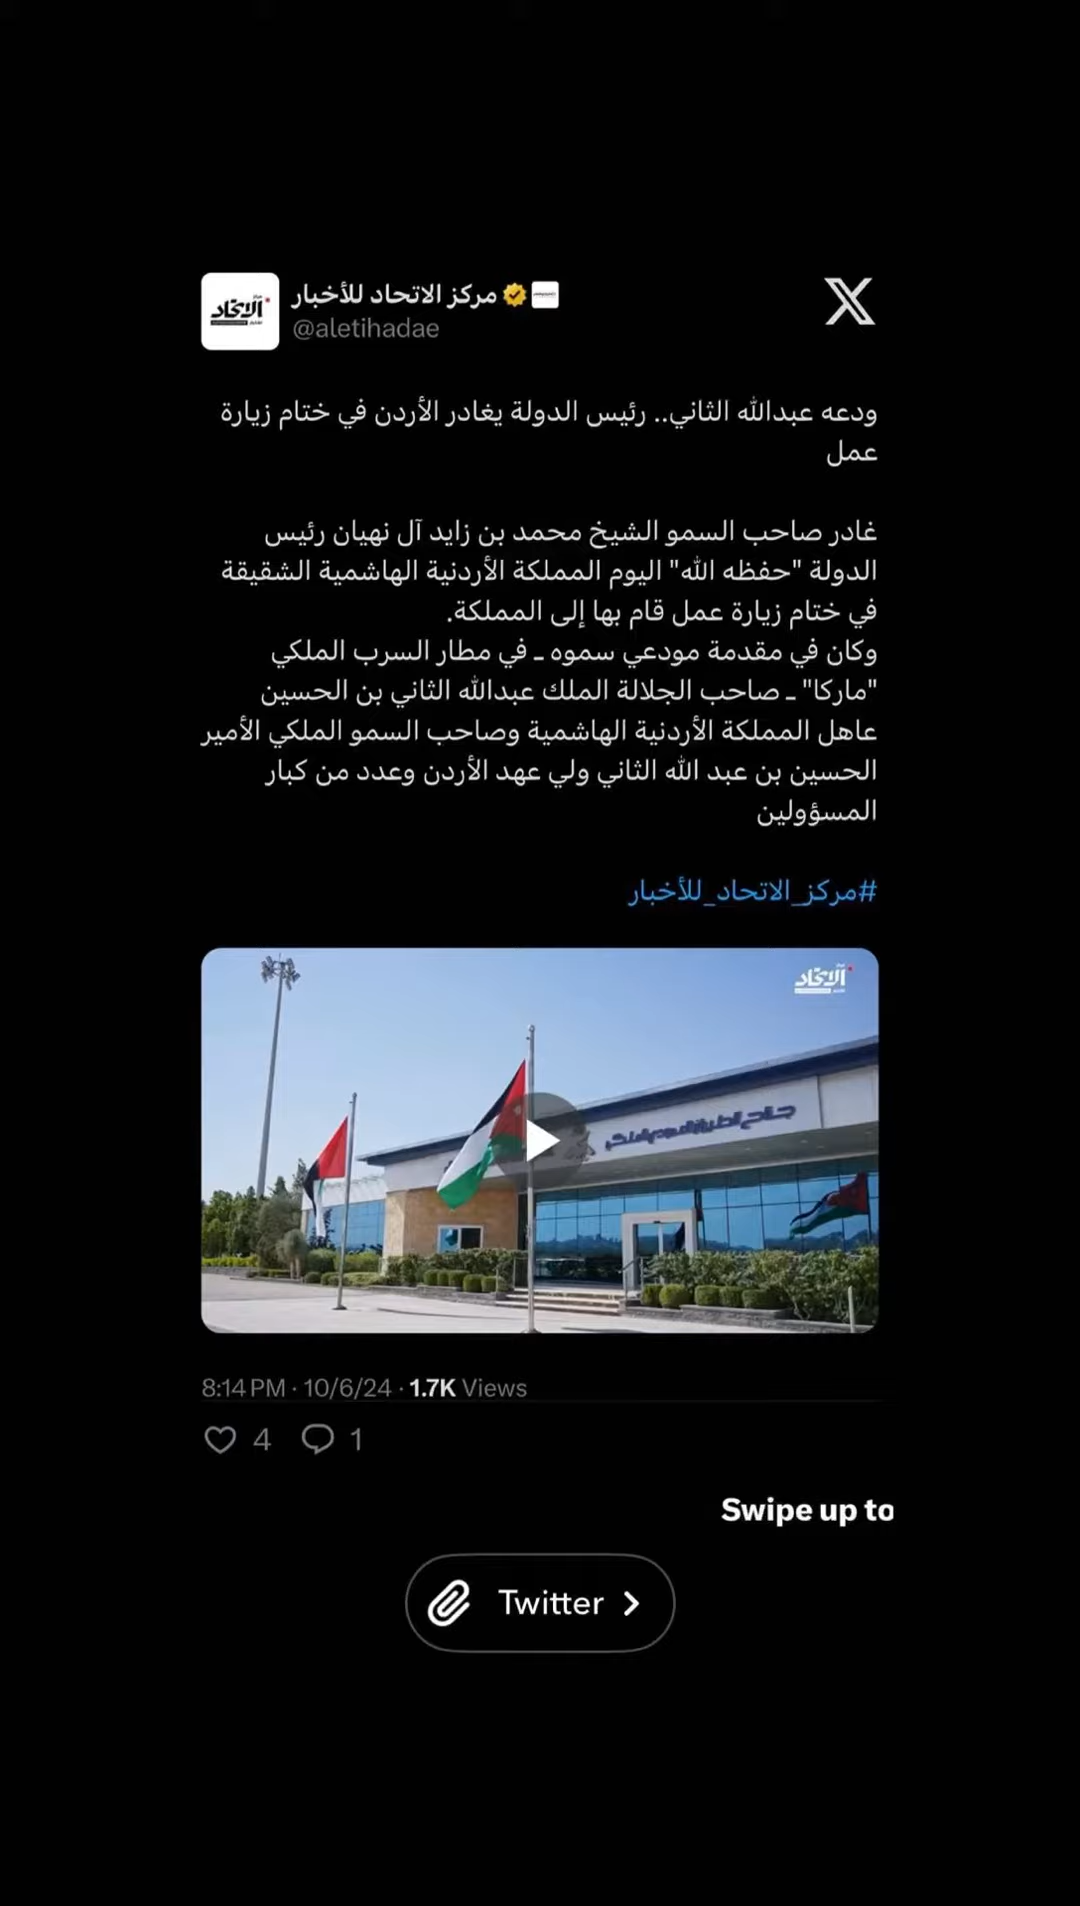 مركز الاتحاد للأخبار
@aletihadae
ودعه عبدالله الثاني.. رئيس الدولة يغادر الأردن في ختام زيارة
عمل
غادر صاحب السمو الشيخ محمد بن زايد آل نهيان رئيس
الدولة "حفظه الله" اليوم المملكة الأردنية الهاشمية الشقيقة
في ختام زيارة عمل قام بها إلى المملكة.
وكان في مقدمة مودعي سموه ـ في مطار السرب الملكي
"ماركا" ـ صاحب الجلالة الملك عبدالله الثاني بن الحسين
عاهل المملكة الأردنية الهاشمية وصاحب السمو الملكي الأمير
الحسين بن عبد الله الثاني ولي عهد الأردن وعدد من كبار
المسؤولين
#مركز_الاتحاد_للأخبار
الاتحاد
8:14 PM · 10/6/24 · 1.7K Views
4 1
Swipe up to
Twitter